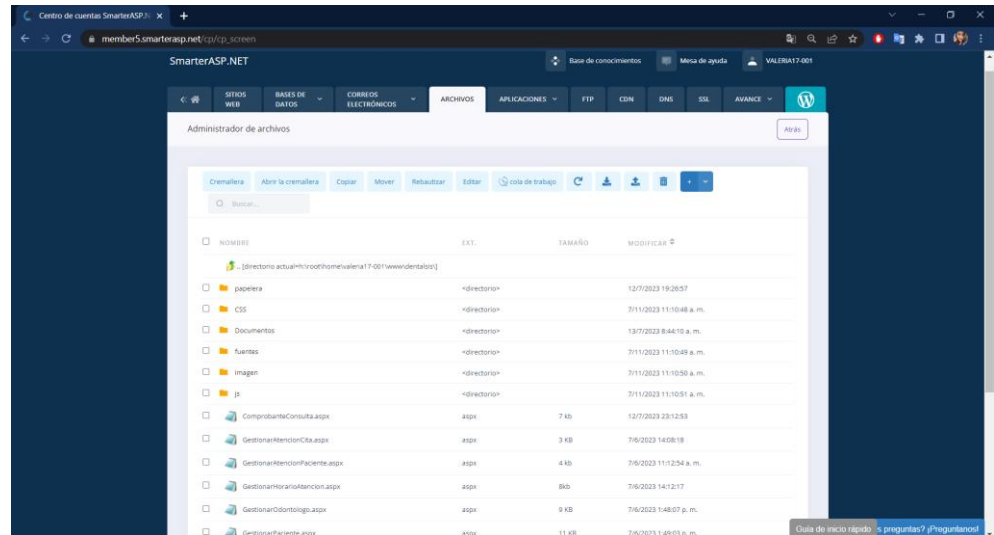 Centro de cuentas SmarterASP.N
member5.smarterasp.net/cp/cp_screen
SmarterASP.NET
Base de conocimientos
Mesa de ayuda
VALERIA17-001
SITIOS WEB
BASES DE DATOS
CORREOS ELECTRÓNICOS
ARCHIVOS
APLICACIONES
FTP
CDN
DNS
SSL
AVANCE
Administrador de archivos
Atrás
Cremallera Abrir la cremallera Copiar Mover Rebautizar Editar cola de trabajo
Buscar...
NOMBRE EXT. TAMAÑO MODIFICAR
.. [directorio actual=h:\root\home\valeria17-001\www\dentalsis\]
papelera <directorio> 12/7/2023 19:26:57
CSS <directorio> 7/11/2023 11:10:48 a. m.
Documentos <directorio> 13/7/2023 8:44:10 a. m.
fuentes <directorio> 7/11/2023 11:10:49 a. m.
imagen <directorio> 7/11/2023 11:10:50 a. m.
js <directorio> 7/11/2023 11:10:51 a. m.
ComprobanteConsulta.aspx aspx 7 kb 12/7/2023 23:12:53
GestionarAtencionCita.aspx aspx 3 KB 7/6/2023 14:08:18
GestionarAtencionPaciente.aspx aspx 4 kb 7/6/2023 11:12:54 a. m.
GestionarHorarioAtencion.aspx aspx 8kb 7/6/2023 14:12:17
GestionarOdontologo.aspx aspx 9 KB 7/6/2023 1:48:07 p. m.
GestionarPaciente.aspx aspx 11 KB 7/6/2023 1:49:03 p. m.
Guía de inicio rápido
s preguntas? ¡Preguntanos!